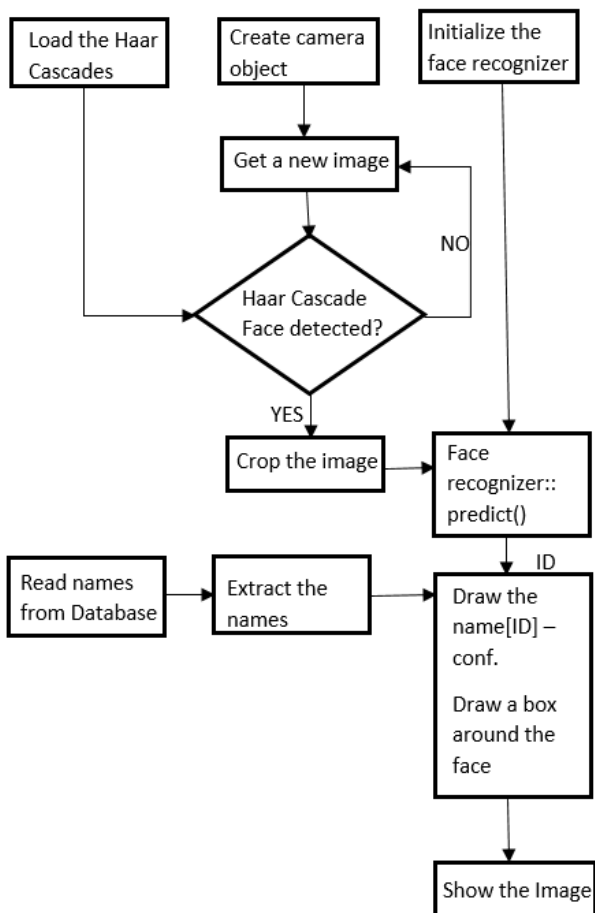 Load the Haar
Cascades
Create camera
object
Initialize the
face recognizer
Get a new image
NO
Haar Cascade
Face detected?
YES
Crop the image
Face
recognizer::
predict()
ID
Read names
from Database
Extract the
names
Draw the
name[ID] –
conf.
Draw a box
around the
face
Show the Image